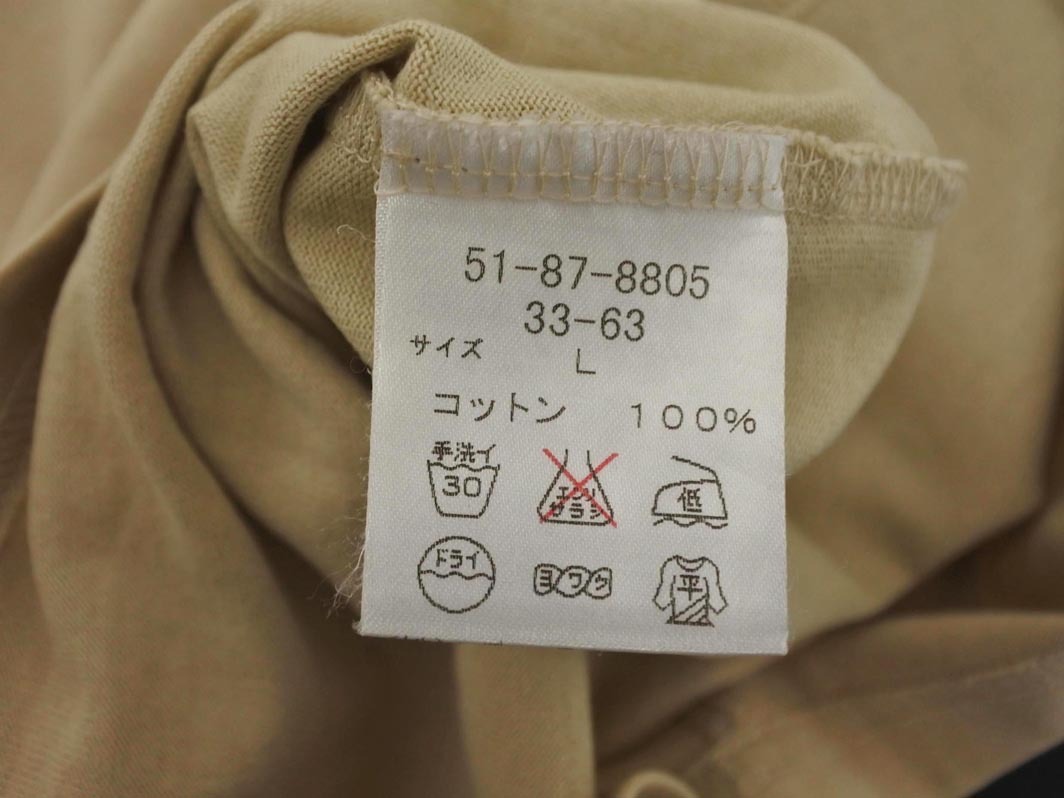 51-87-8805
33-63
サイズ L
コットン 100%
手洗イ 30
エンソ サラシ
低
ドライ
ヨワク
平